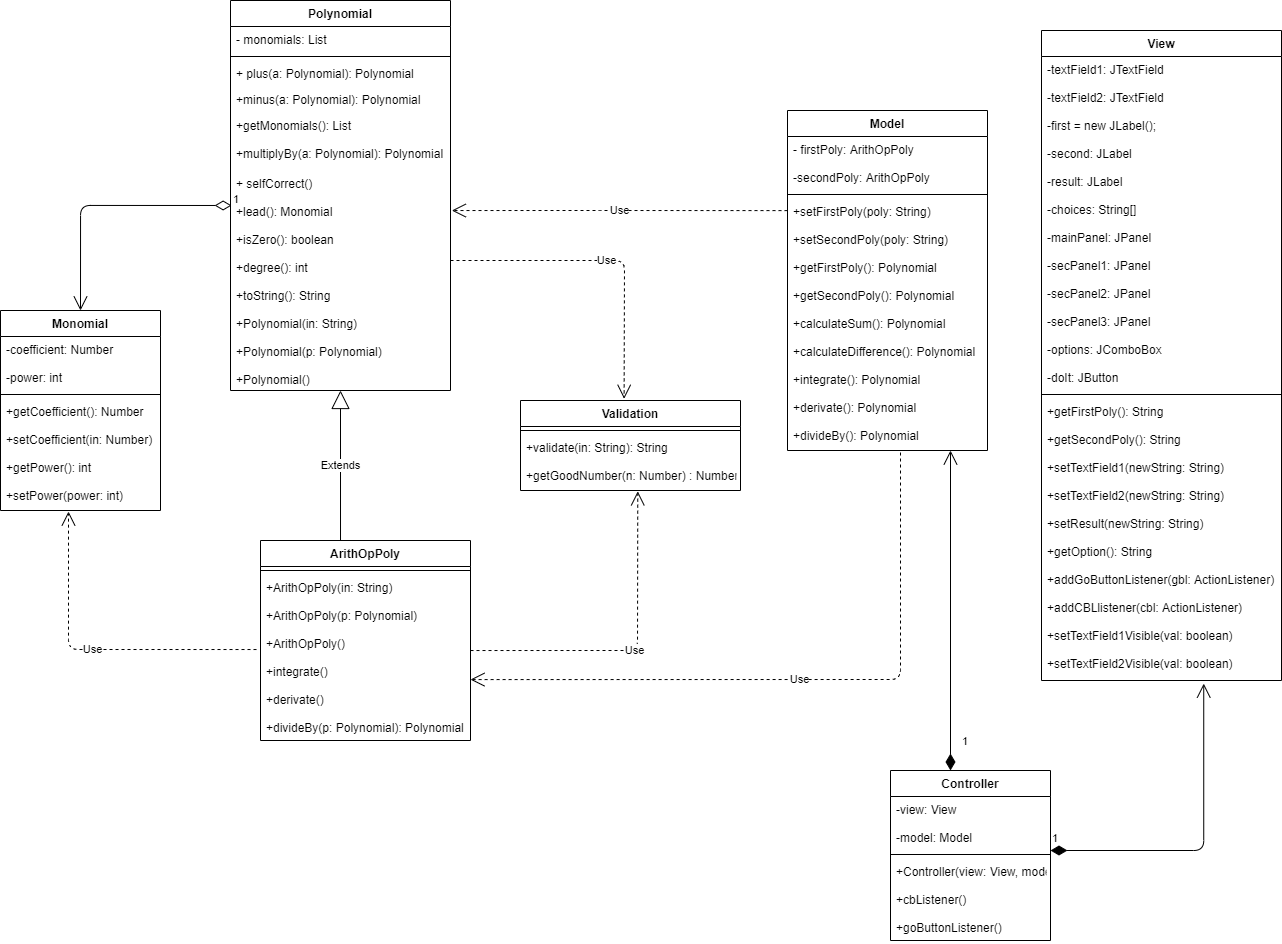 Polynomial
- monomials: List
+ plus(a: Polynomial): Polynomial
+minus(a: Polynomial): Polynomial
+getMonomials(): List
+multiplyBy(a: Polynomial): Polynomial
+ selfCorrect()
+lead(): Monomial
+isZero(): boolean
+degree(): int
+toString(): String
+Polynomial(in: String)
+Polynomial(p: Polynomial)
+Polynomial()
1
Monomial
-coefficient: Number
-power: int
+getCoefficient(): Number
+setCoefficient(in: Number)
+getPower(): int
+setPower(power: int)
Extends
Use
Use
Validation
+validate(in: String): String
+getGoodNumber(n: Number) : Number
ArithOpPoly
+ArithOpPoly(in: String)
+ArithOpPoly(p: Polynomial)
+ArithOpPoly()
+integrate()
+derivate()
+divideBy(p: Polynomial): Polynomial
Use
Use
Use
Model
- firstPoly: ArithOpPoly
-secondPoly: ArithOpPoly
+setFirstPoly(poly: String)
+setSecondPoly(poly: String)
+getFirstPoly(): Polynomial
+getSecondPoly(): Polynomial
+calculateSum(): Polynomial
+calculateDifference(): Polynomial
+integrate(): Polynomial
+derivate(): Polynomial
+divideBy(): Polynomial
View
-textField1: JTextField
-textField2: JTextField
-first = new JLabel();
-second: JLabel
-result: JLabel
-choices: String[]
-mainPanel: JPanel
-secPanel1: JPanel
-secPanel2: JPanel
-secPanel3: JPanel
-options: JComboBox
-doIt: JButton
+getFirstPoly(): String
+getSecondPoly(): String
+setTextField1(newString: String)
+setTextField2(newString: String)
+setResult(newString: String)
+getOption(): String
+addGoButtonListener(gbl: ActionListener)
+addCBLlistener(cbl: ActionListener)
+setTextField1Visible(val: boolean)
+setTextField2Visible(val: boolean)
1
Controller
-view: View
-model: Model
+Controller(view: View, mode
+cbListener()
+goButtonListener()
1